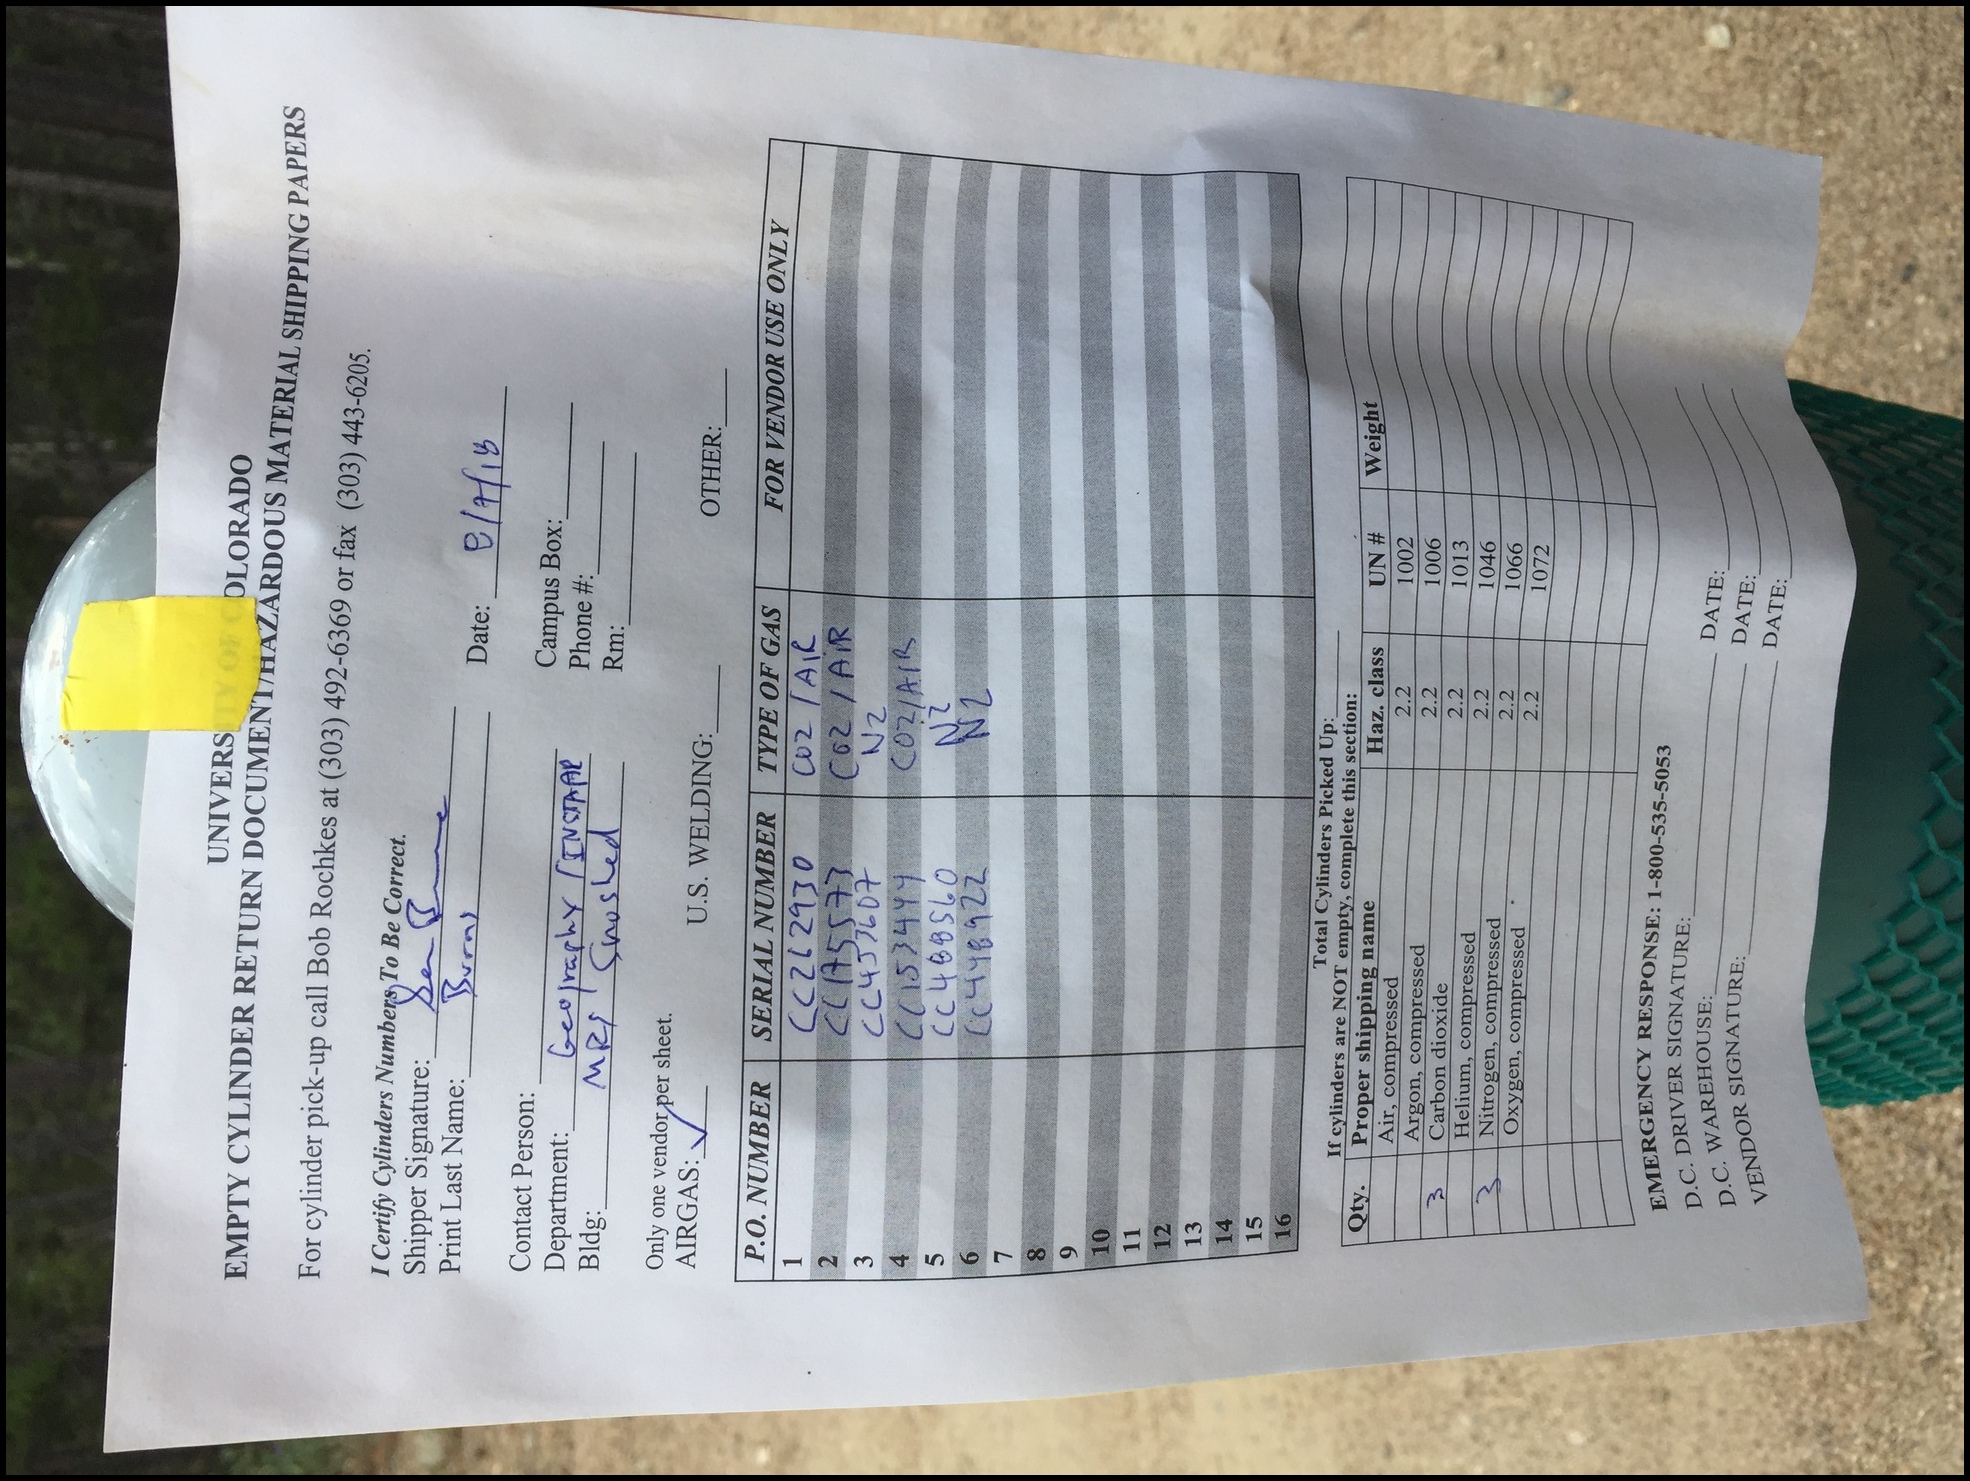 UNIVERSITY OF COLORADO
EMPTY CYLINDER RETURN DOCUMENT/HAZARDOUS MATERIAL SHIPPING PAPERS
For cylinder pick-up call Bob Rochkes at (303) 492-6369 or fax (303) 443-6205.
I Certify Cylinders Numbers To Be Correct.
Shipper Signature:
Print Last Name: Burns Date: 8/7/18
Contact Person: Campus Box:
Department: Geography / INSTAAR Phone #:
Bldg: MRS / Snoshed Rm:
Only one vendor per sheet.
AIRGAS: ✓ U.S. WELDING: OTHER:
P.O. NUMBER SERIAL NUMBER TYPE OF GAS FOR VENDOR USE ONLY
1 CC262930 CO2 / AIR
2 CC175573 CO2 / AIR
3 CC453607 N2
4 CC153444 CO2/AIR
5 CC488560 N2
6 CC448922 N2
7
8
9
10
11
12
13
14
15
16
Total Cylinders Picked Up:
If cylinders are NOT empty, complete this section:
Qty. Proper shipping name Haz. class UN # Weight
Air, compressed 2.2 1002
Argon, compressed 2.2 1006
3 Carbon dioxide 2.2 1013
Helium, compressed 2.2 1046
3 Nitrogen, compressed 2.2 1066
Oxygen, compressed 2.2 1072
EMERGENCY RESPONSE: 1-800-535-5053
D.C. DRIVER SIGNATURE: DATE:
D.C. WAREHOUSE: DATE:
VENDOR SIGNATURE: DATE: